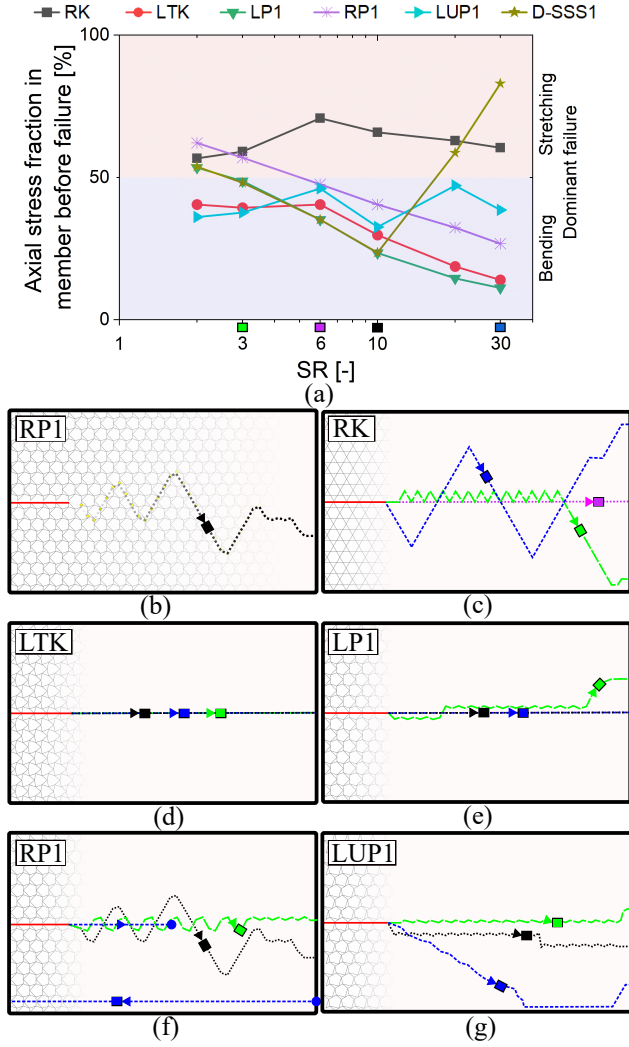 RK LTK LP1 RP1 LUP1 D-SSS1
100
50
0
Axial stress fraction in
member before failure [%]
Stretching
Bending
Dominant failure
1 3 6 10 30
SR [-]
(a)
RP1
(b)
RK
(c)
LTK
(d)
LP1
(e)
RP1
(f)
LUP1
(g)